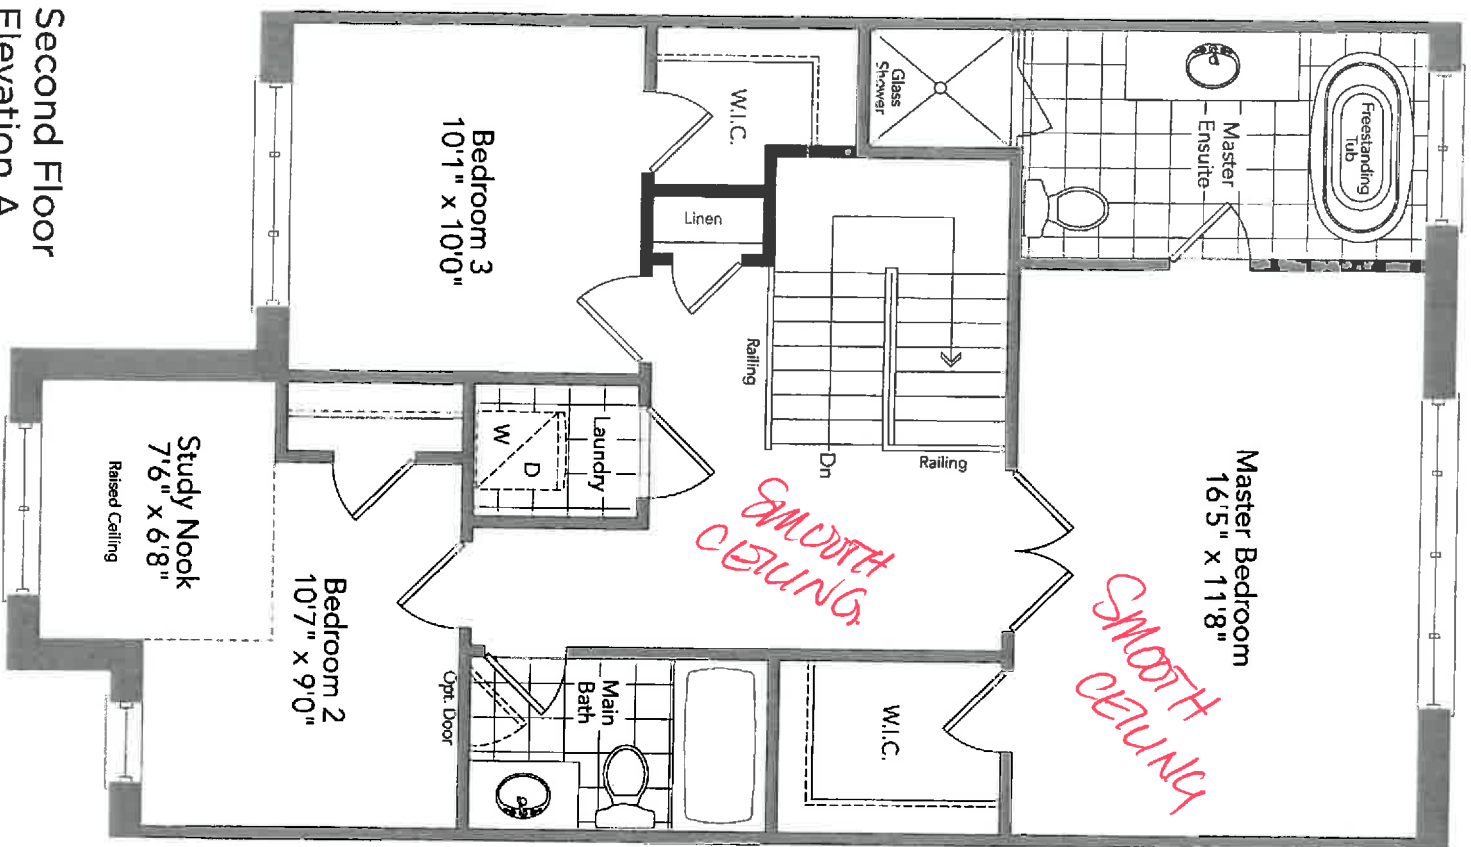 Second Floor
Elevation A
Bedroom 3
10'1" x 10'0"
W.I.C.
Glass
Shower
Master
Ensuite
Freestanding
Tub
Linen
Railing
Dn
Railing
Laundry
W
D
Master Bedroom
16'5" x 11'8"
SMOOTH
CEILING
SMOOTH
CEILING
Study Nook
7'6" x 6'8"
Raised Ceiling
Bedroom 2
10'7" x 9'0"
Opt. Door
Main
Bath
W.I.C.